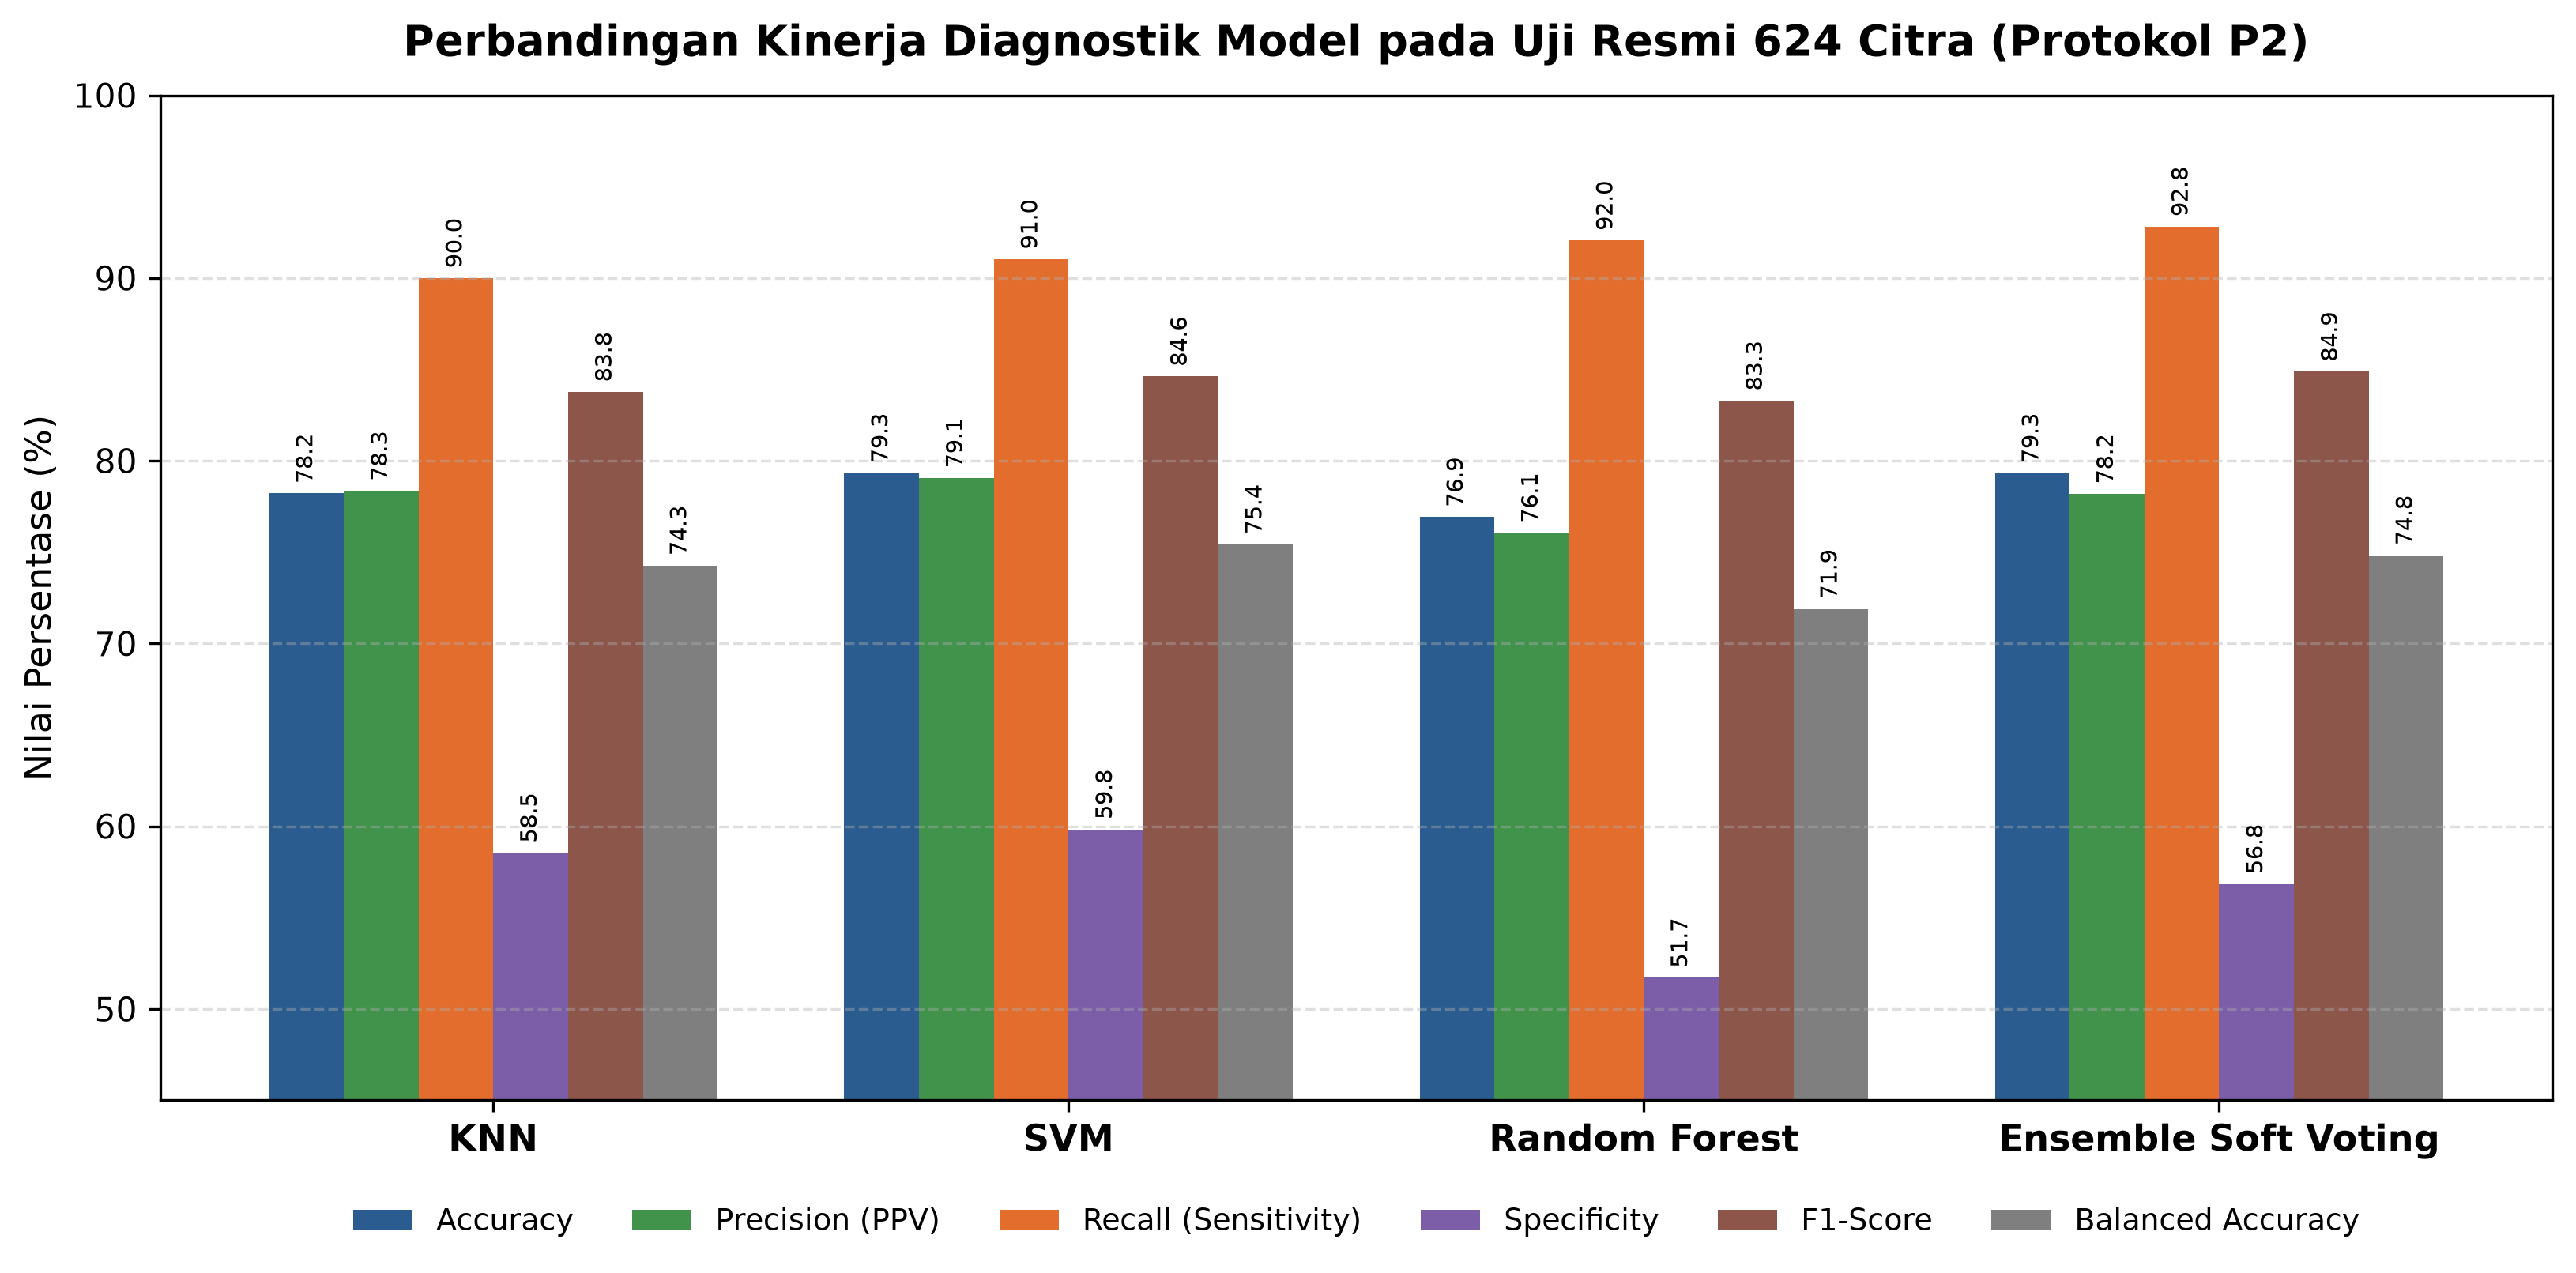 Perbandingan Kinerja Diagnostik Model pada Uji Resmi 624 Citra (Protokol P2)
Nilai Persentase (%)
100
90
80
70
60
50
78.2
78.3
90.0
58.5
83.8
74.3
79.3
79.1
91.0
59.8
84.6
75.4
76.9
76.1
92.0
51.7
83.3
71.9
79.3
78.2
92.8
56.8
84.9
74.8
KNN
SVM
Random Forest
Ensemble Soft Voting
Accuracy
Precision (PPV)
Recall (Sensitivity)
Specificity
F1-Score
Balanced Accuracy